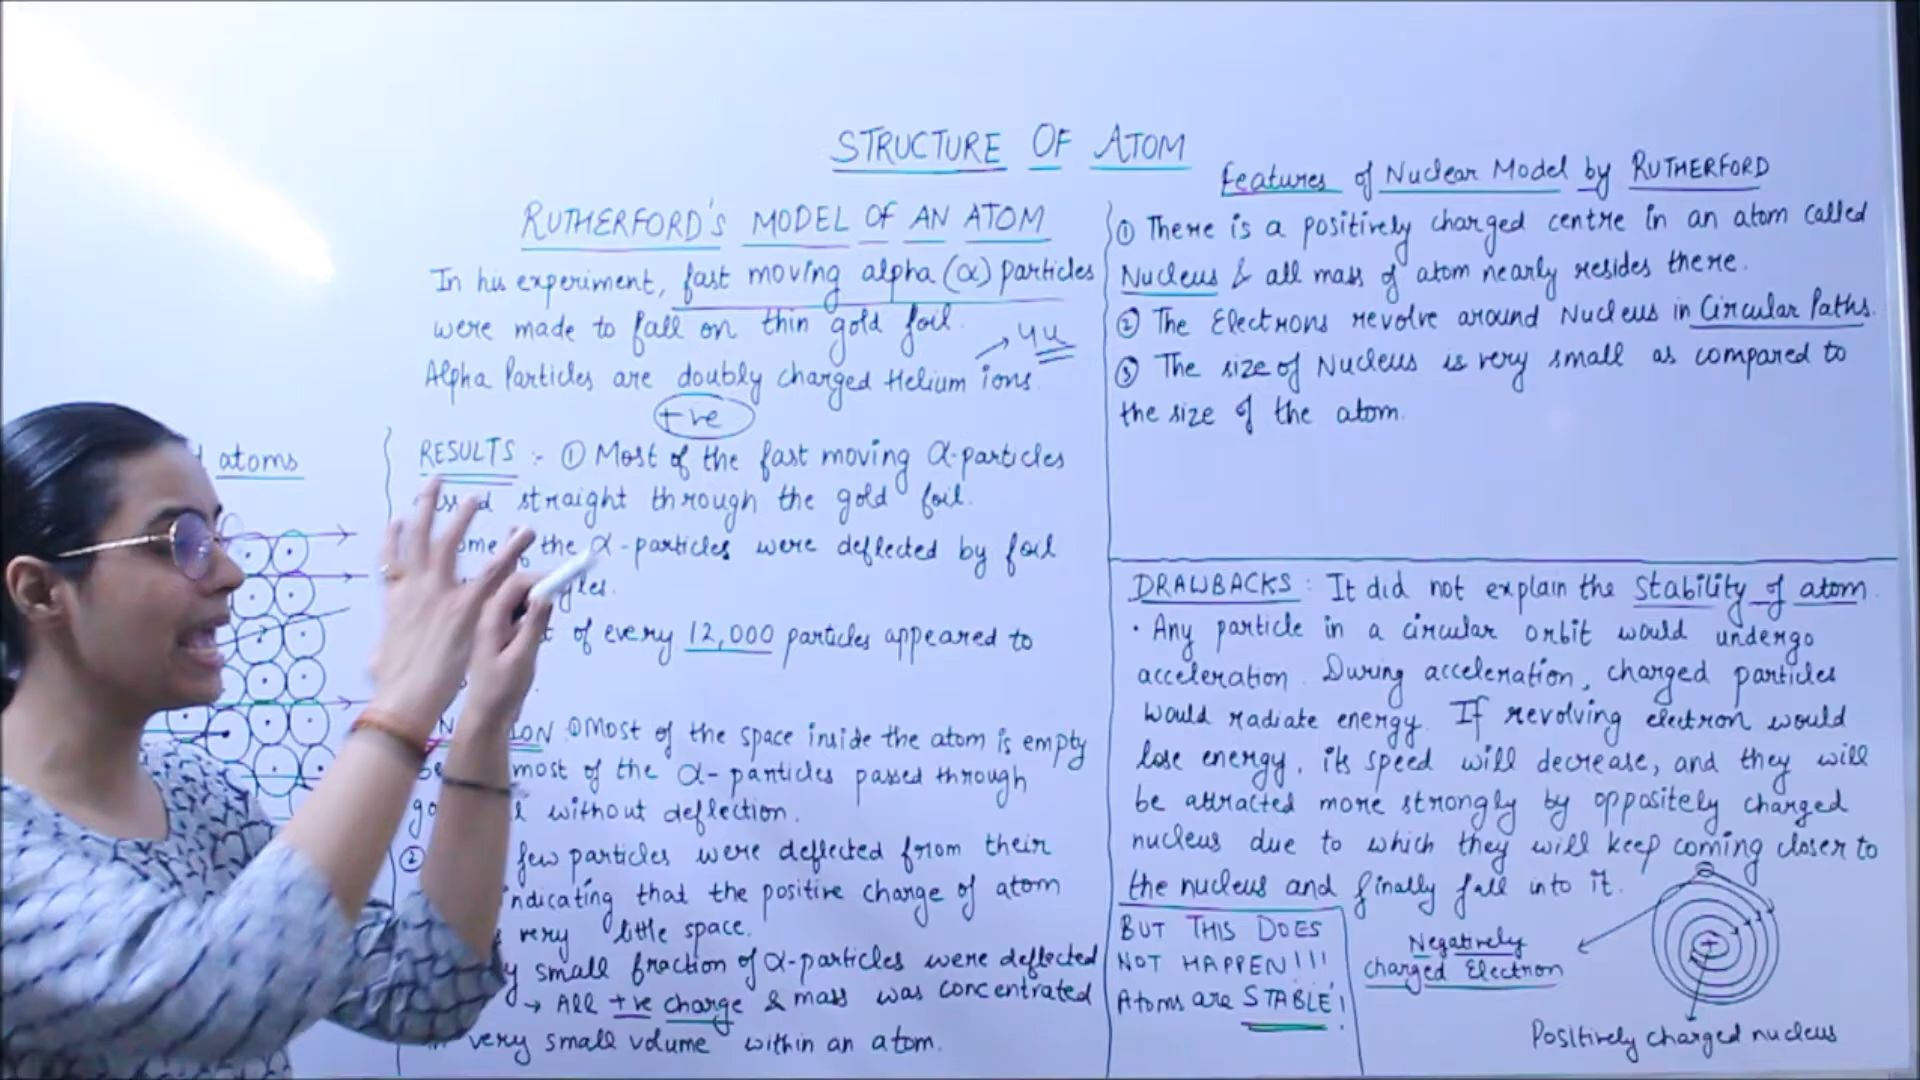 STRUCTURE OF ATOM
RUTHERFORD'S MODEL OF AN ATOM
In his experiment, fast moving alpha (α) particles
were made to fall on thin gold foil.
4u
Alpha Particles are doubly charged Helium ions.
+ve
atoms
RESULTS :- ① Most of the fast moving α-particles
straight through the gold foil.
the α-particles were deflected by foil
of every 12,000 particles appeared to
① Most of the space inside the atom is empty
most of the α-particles passed through
without deflection.
② few particles were deflected from their
indicating that the positive charge of atom
very little space.
small fraction of α-particles were deflected
→ All +ve charge & mass was concentrated
very small volume within an atom.
Features of Nuclear Model by RUTHERFORD
① There is a positively charged centre in an atom called
Nucleus & all mass of atom nearly resides there.
② The Electrons revolve around Nucleus in Circular Paths.
③ The size of Nucleus is very small as compared to
the size of the atom.
DRAWBACKS : It did not explain the Stability of atom.
· Any particle in a circular orbit would undergo
acceleration. During acceleration, charged particles
would radiate energy. If revolving electron would
lose energy, its speed will decrease, and they will
be attracted more strongly by oppositely charged
nucleus due to which they will keep coming closer to
the nucleus and finally fall into it.
BUT THIS DOES
NOT HAPPEN!!!
Atoms are STABLE!
Negatively
charged Electron
+
Positively charged nucleus